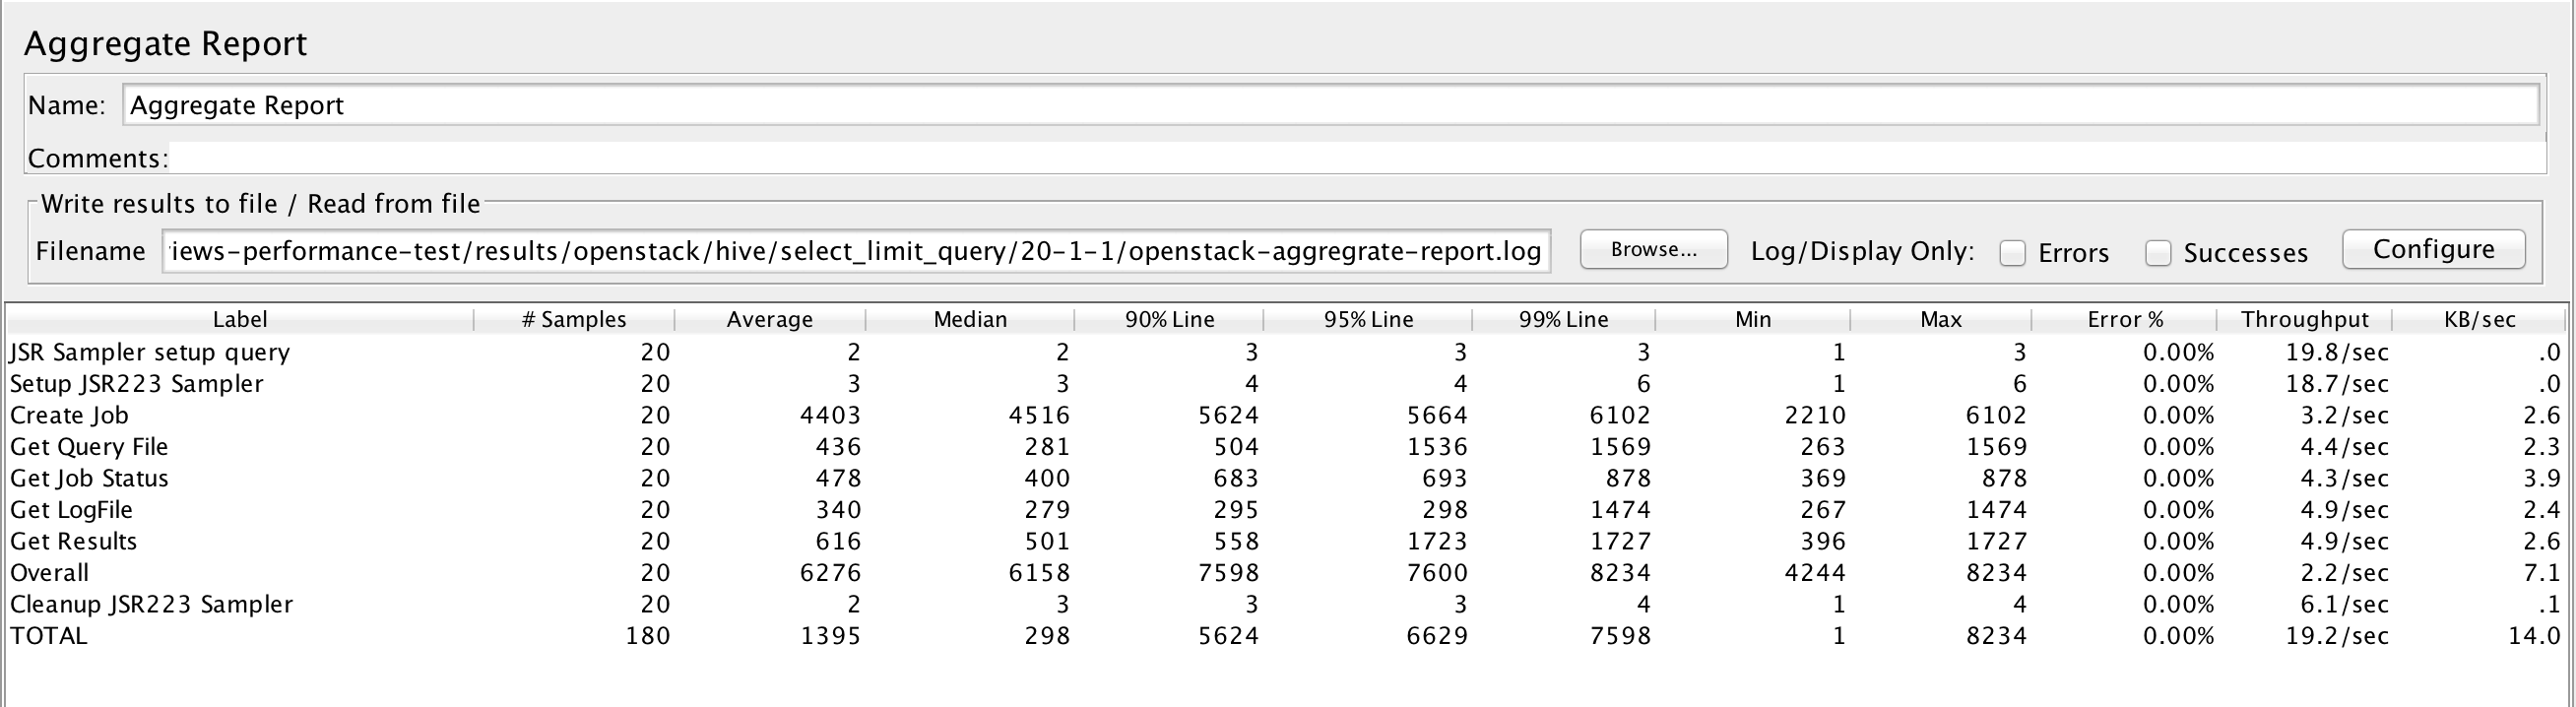 Aggregate Report
Name: Aggregate Report
Comments:
Write results to file / Read from file
Filename iews-performance-test/results/openstack/hive/select_limit_query/20-1-1/openstack-aggregrate-report.log Browse... Log/Display Only: Errors Successes Configure
Label # Samples Average Median 90% Line 95% Line 99% Line Min Max Error % Throughput KB/sec
JSR Sampler setup query 20 2 2 3 3 3 1 3 0.00% 19.8/sec .0
Setup JSR223 Sampler 20 3 3 4 4 6 1 6 0.00% 18.7/sec .0
Create Job 20 4403 4516 5624 5664 6102 2210 6102 0.00% 3.2/sec 2.6
Get Query File 20 436 281 504 1536 1569 263 1569 0.00% 4.4/sec 2.3
Get Job Status 20 478 400 683 693 878 369 878 0.00% 4.3/sec 3.9
Get LogFile 20 340 279 295 298 1474 267 1474 0.00% 4.9/sec 2.4
Get Results 20 616 501 558 1723 1727 396 1727 0.00% 4.9/sec 2.6
Overall 20 6276 6158 7598 7600 8234 4244 8234 0.00% 2.2/sec 7.1
Cleanup JSR223 Sampler 20 2 3 3 3 4 1 4 0.00% 6.1/sec .1
TOTAL 180 1395 298 5624 6629 7598 1 8234 0.00% 19.2/sec 14.0